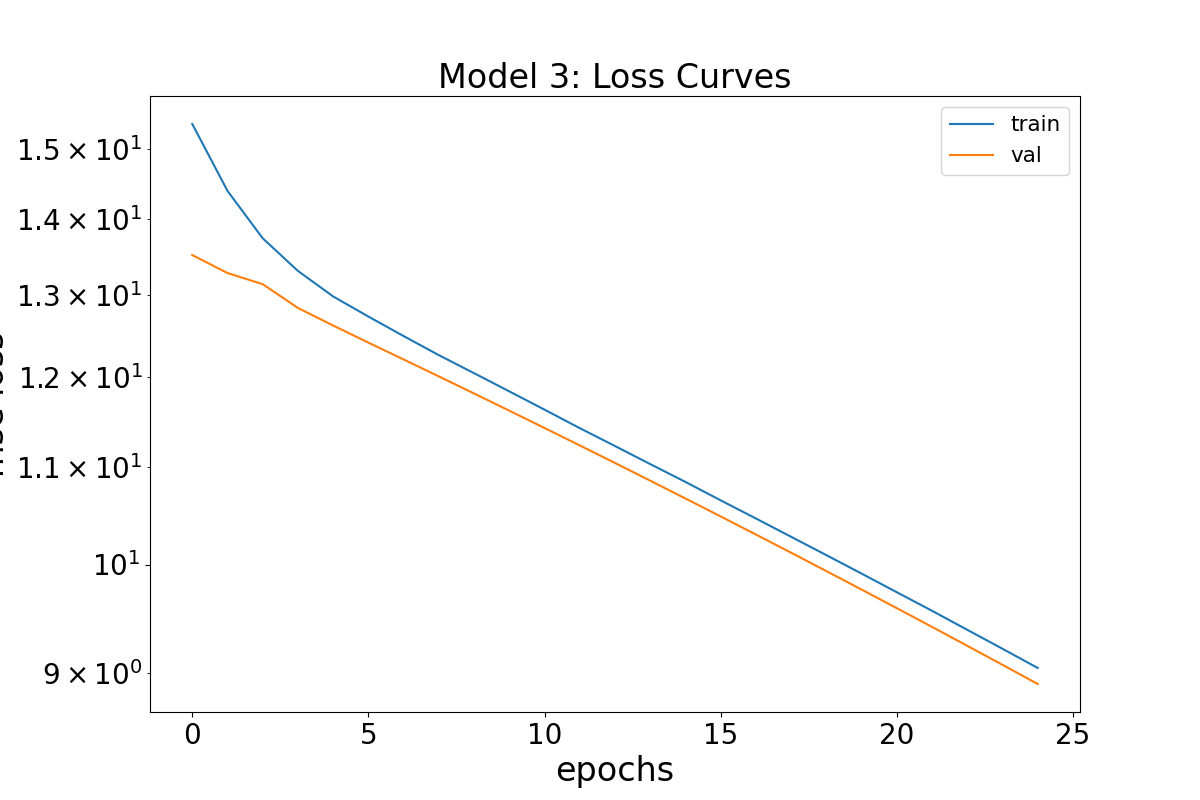 Model 3: Loss Curves
train
val
1.5 × 10¹
1.4 × 10¹
1.3 × 10¹
1.2 × 10¹
1.1 × 10¹
10¹
9 × 10⁰
0 5 10 15 20 25
epochs